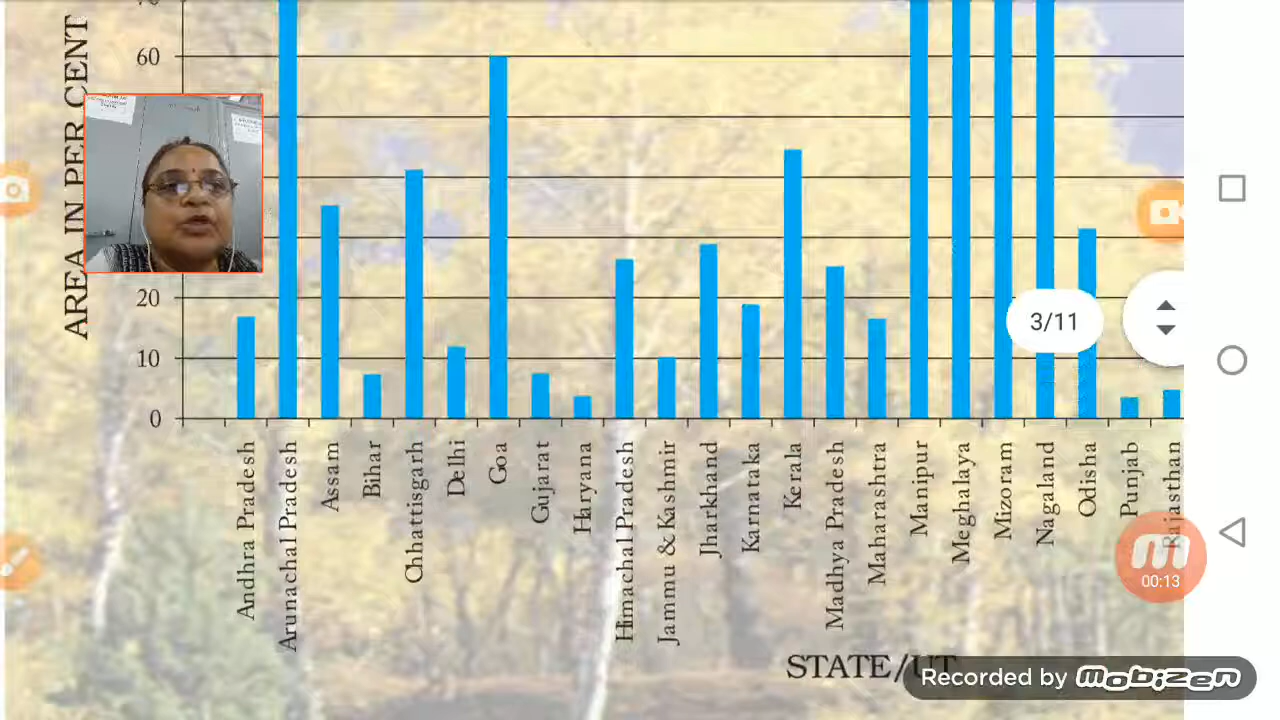 AREA IN PER CENT
60
20
10
0
Andhra Pradesh
Arunachal Pradesh
Assam
Bihar
Chhattisgarh
Delhi
Goa
Gujarat
Haryana
Himachal Pradesh
Jammu & Kashmir
Jharkhand
Karnataka
Kerala
Madhya Pradesh
Maharashtra
Manipur
Meghalaya
Mizoram
Nagaland
Odisha
Punjab
Rajasthan
STATE/UT
3/11
00:13
Recorded by MOBIZEN